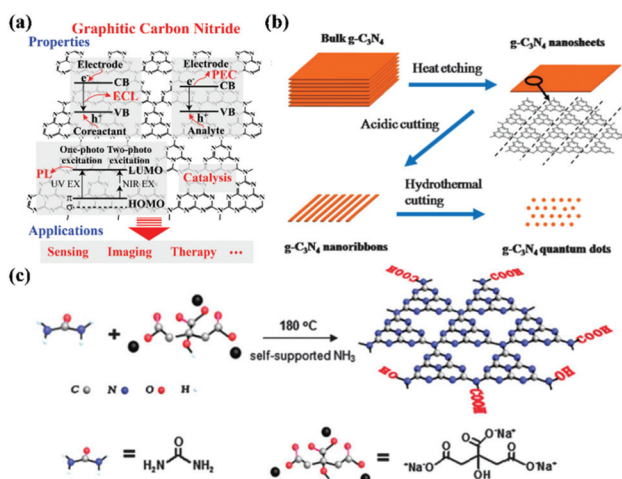 (a)
Graphitic Carbon Nitride
Properties
Electrode
Electrode
e⁻
e⁻
PEC
CB
CB
ECL
VB
VB
h⁺
h⁺
Coreactant
Analyte
One-photo Two-photo
excitation excitation
LUMO
PL
UV EX
NIR EX
Catalysis
π
HOMO
σ
Applications
Sensing Imaging Therapy ...
(b)
Bulk g-C₃N₄
g-C₃N₄ nanosheets
Heat etching
Acidic cutting
Hydrothermal
cutting
g-C₃N₄ nanoribbons
g-C₃N₄ quantum dots
(c)
+
180 °C
self-supported NH₃
C N O H
COOH
COOH
COOH
COOH
HO
OH
COOH
=
O
H₂N NH₂
=
O O⁻Na⁺
O O
⁺Na⁻O O⁻Na⁺
OH